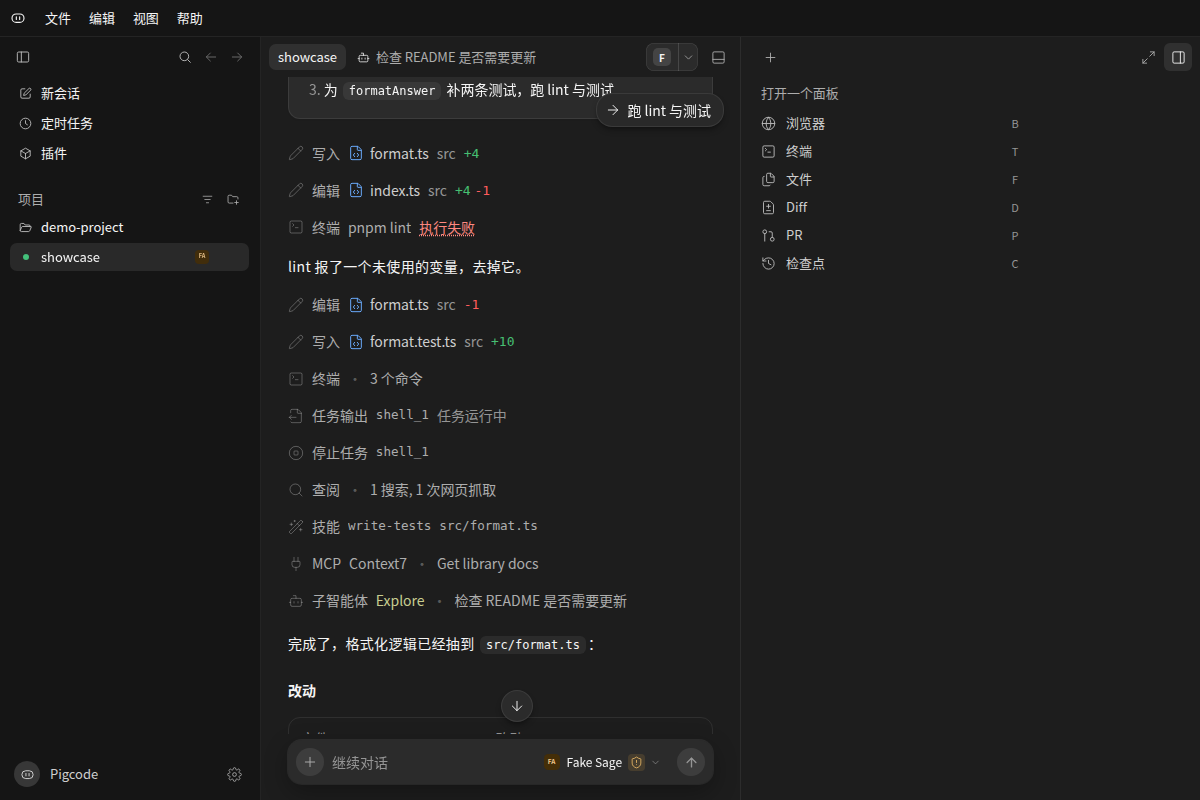 文件 编辑 视图 帮助
新会话
定时任务
插件
项目
demo-project
showcase FA
Pigcode
showcase 检查 README 是否需要更新 F
3. 为 formatAnswer 补两条测试，跑 lint 与测试
跑 lint 与测试
写入 format.ts src +4
编辑 index.ts src +4 -1
终端 pnpm lint 执行失败
lint 报了一个未使用的变量，去掉它。
编辑 format.ts src -1
写入 format.test.ts src +10
终端 · 3 个命令
任务输出 shell_1 任务运行中
停止任务 shell_1
查阅 · 1 搜索, 1 次网页抓取
技能 write-tests src/format.ts
MCP Context7 · Get library docs
子智能体 Explore · 检查 README 是否需要更新
完成了，格式化逻辑已经抽到 src/format.ts：
改动
继续对话 FA Fake Sage
打开一个面板
浏览器 B
终端 T
文件 F
Diff D
PR P
检查点 C